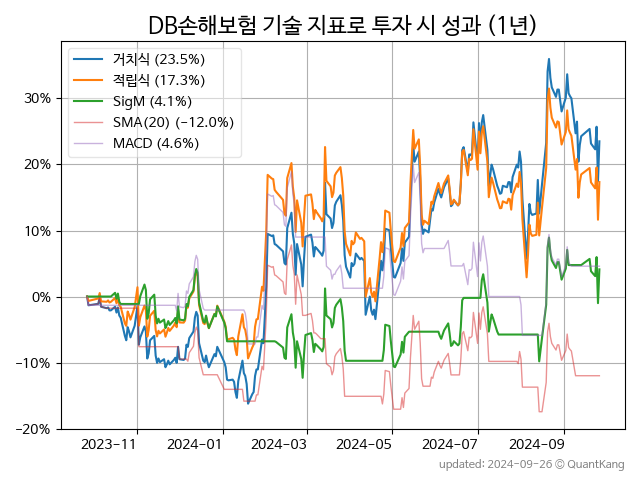 DB손해보험 기술 지표로 투자 시 성과 (1년)
거치식 (23.5%)
적립식 (17.3%)
SigM (4.1%)
SMA(20) (−12.0%)
MACD (4.6%)
30%
20%
10%
0%
−10%
−20%
2023-11 2024-01 2024-03 2024-05 2024-07 2024-09
updated: 2024-09-26 © QuantKang